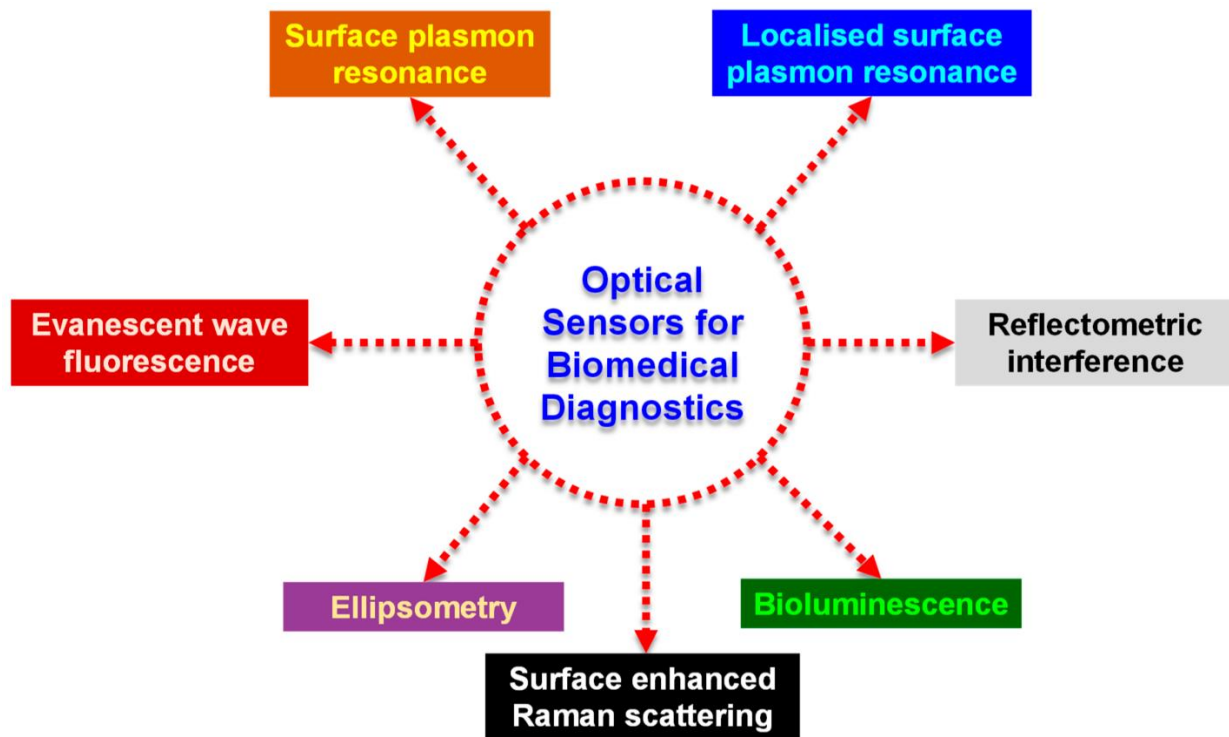 Surface plasmon
resonance
Localised surface
plasmon resonance
Optical
Sensors for
Biomedical
Diagnostics
Evanescent wave
fluorescence
Reflectometric
interference
Ellipsometry
Bioluminescence
Surface enhanced
Raman scattering